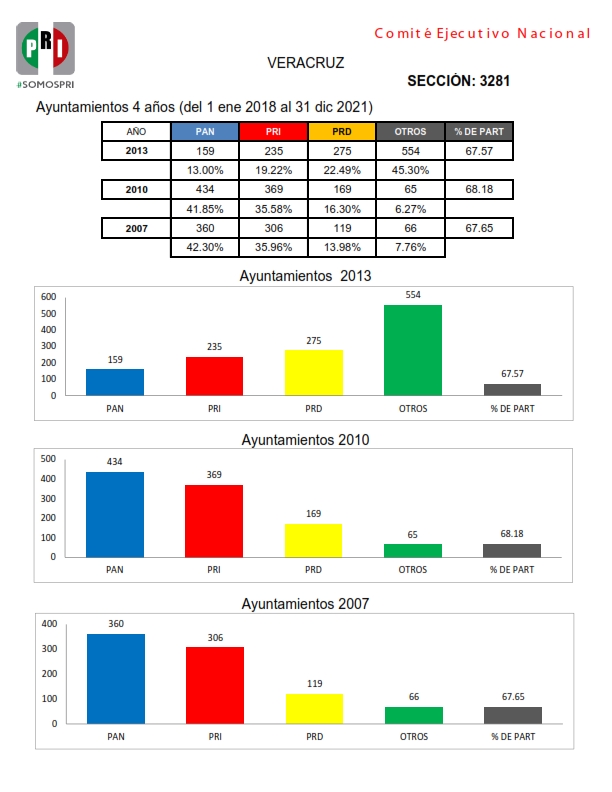 Comité Ejecutivo Nacional
PRI
#SOMOSPRI
VERACRUZ
SECCIÓN: 3281
Ayuntamientos 4 años (del 1 ene 2018 al 31 dic 2021)
AÑO PAN PRI PRD OTROS % DE PART
2013 159 235 275 554 67.57
13.00% 19.22% 22.49% 45.30%
2010 434 369 169 65 68.18
41.85% 35.58% 16.30% 6.27%
2007 360 306 119 66 67.65
42.30% 35.96% 13.98% 7.76%
Ayuntamientos 2013
600
500
400
300
200
100
0
159 235 275 554 67.57
PAN PRI PRD OTROS % DE PART
Ayuntamientos 2010
500
400
300
200
100
0
434 369 169 65 68.18
PAN PRI PRD OTROS % DE PART
Ayuntamientos 2007
400
300
200
100
0
360 306 119 66 67.65
PAN PRI PRD OTROS % DE PART